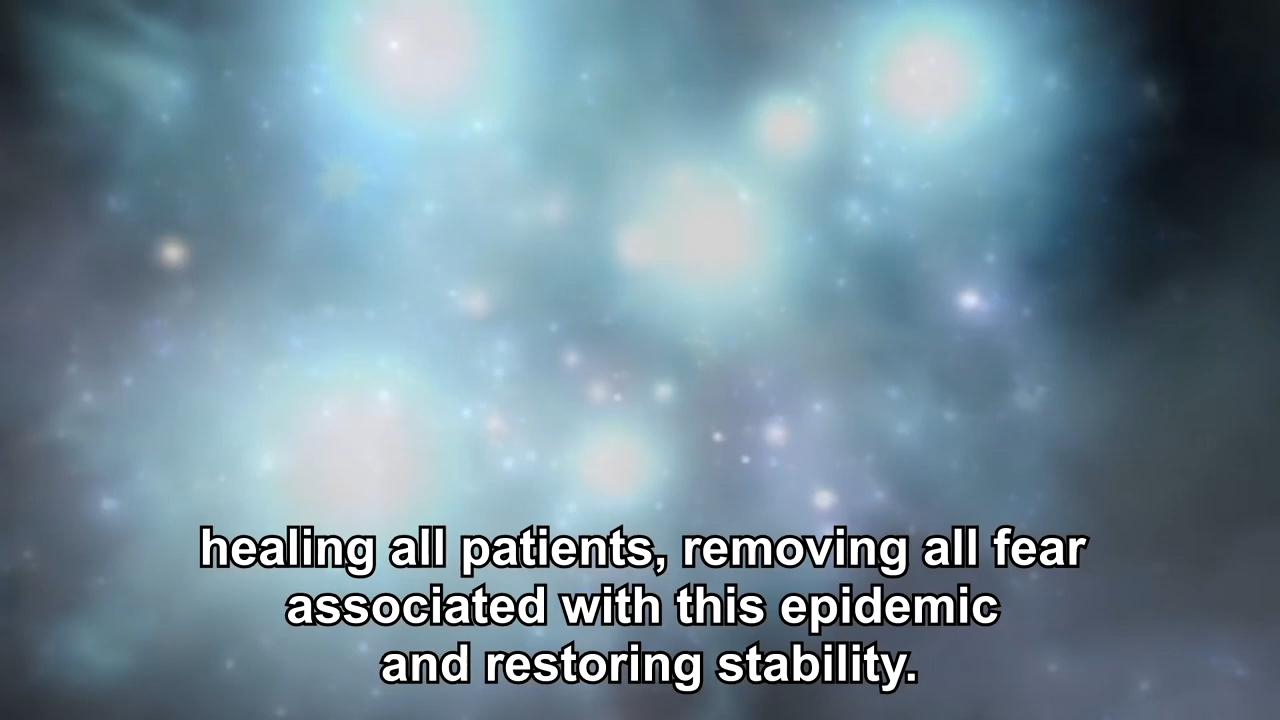 healing all patients, removing all fear
associated with this epidemic
and restoring stability.